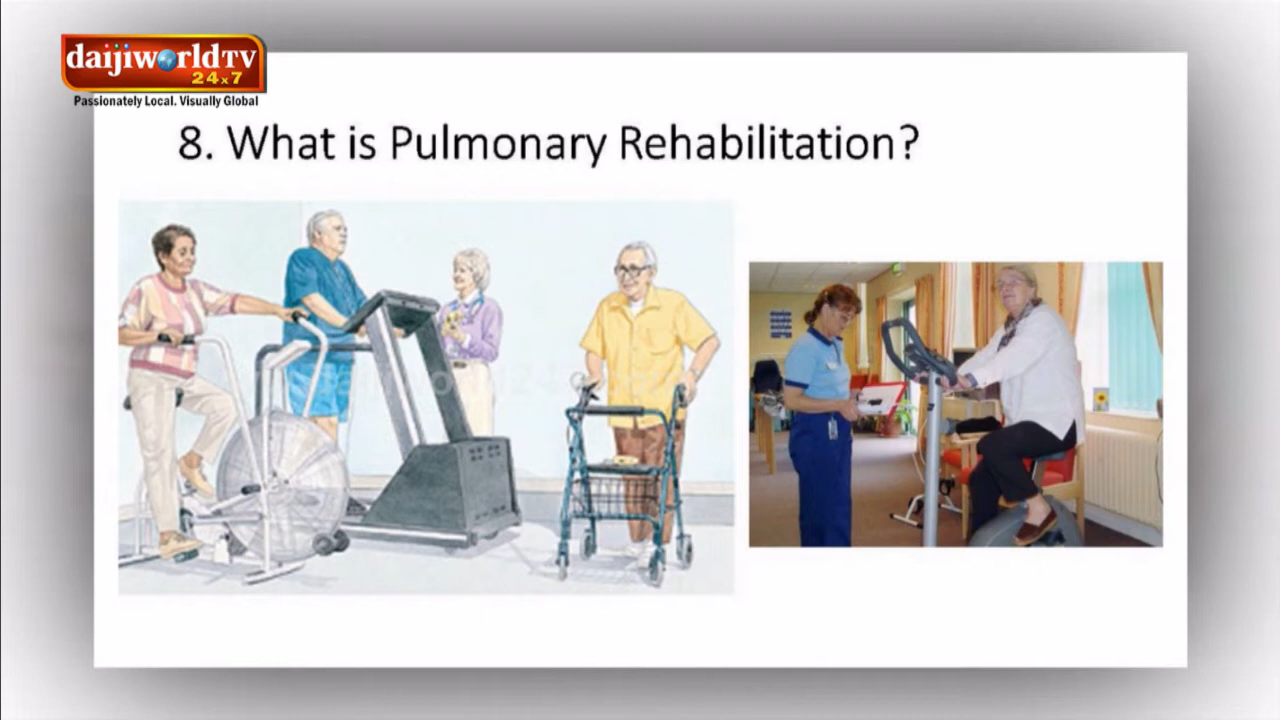 daijiworldTV
24x7
Passionately Local. Visually Global
8. What is Pulmonary Rehabilitation?